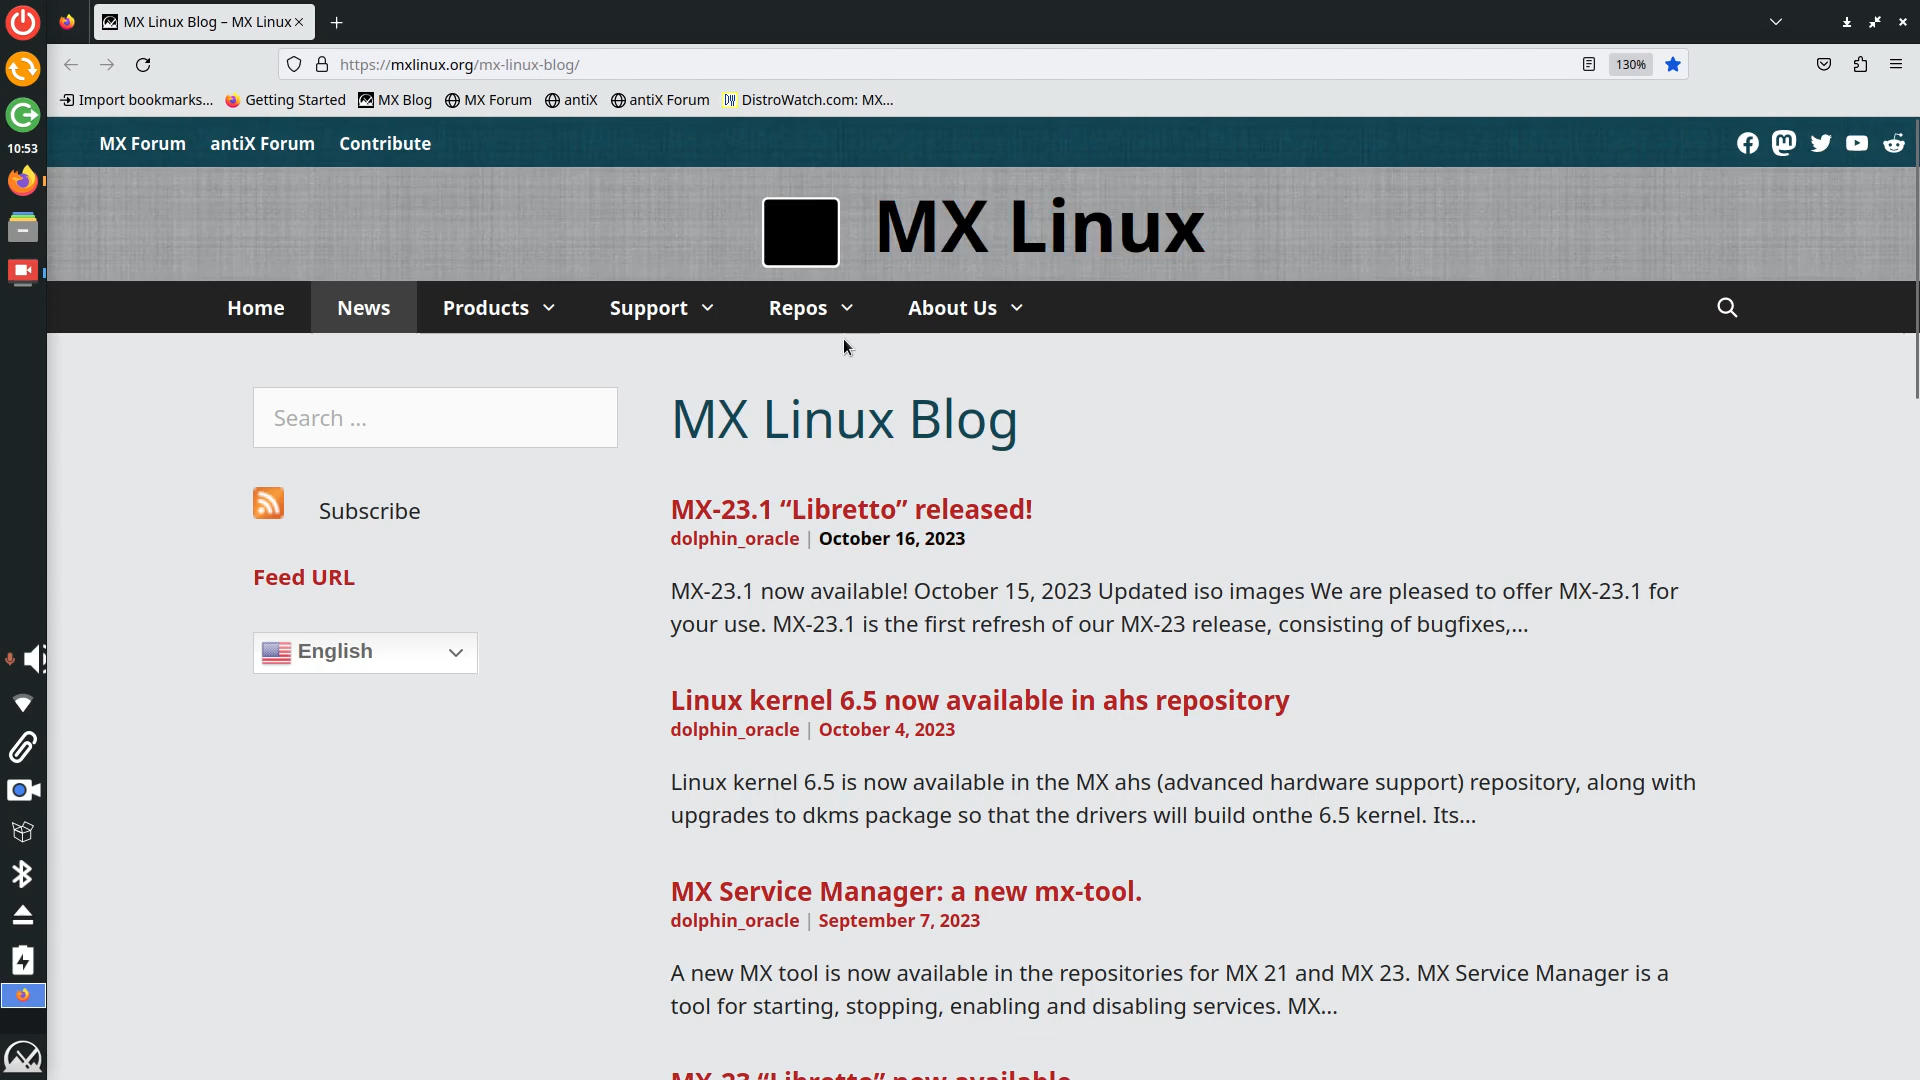 MX Linux Blog – MX Linux
https://mxlinux.org/mx-linux-blog/
130%
Import bookmarks...
Getting Started
MX Blog
MX Forum
antiX
antiX Forum
DistroWatch.com: MX...
10:53
MX Forum
antiX Forum
Contribute
MX Linux
Home
News
Products
Support
Repos
About Us
Search ...
Subscribe
Feed URL
English
MX Linux Blog
MX-23.1 “Libretto” released!
dolphin_oracle | October 16, 2023
MX-23.1 now available! October 15, 2023 Updated iso images We are pleased to offer MX-23.1 for
your use. MX-23.1 is the first refresh of our MX-23 release, consisting of bugfixes,...
Linux kernel 6.5 now available in ahs repository
dolphin_oracle | October 4, 2023
Linux kernel 6.5 is now available in the MX ahs (advanced hardware support) repository, along with
upgrades to dkms package so that the drivers will build onthe 6.5 kernel. Its...
MX Service Manager: a new mx-tool.
dolphin_oracle | September 7, 2023
A new MX tool is now available in the repositories for MX 21 and MX 23. MX Service Manager is a
tool for starting, stopping, enabling and disabling services. MX...
MX-23 “Libretto” now available